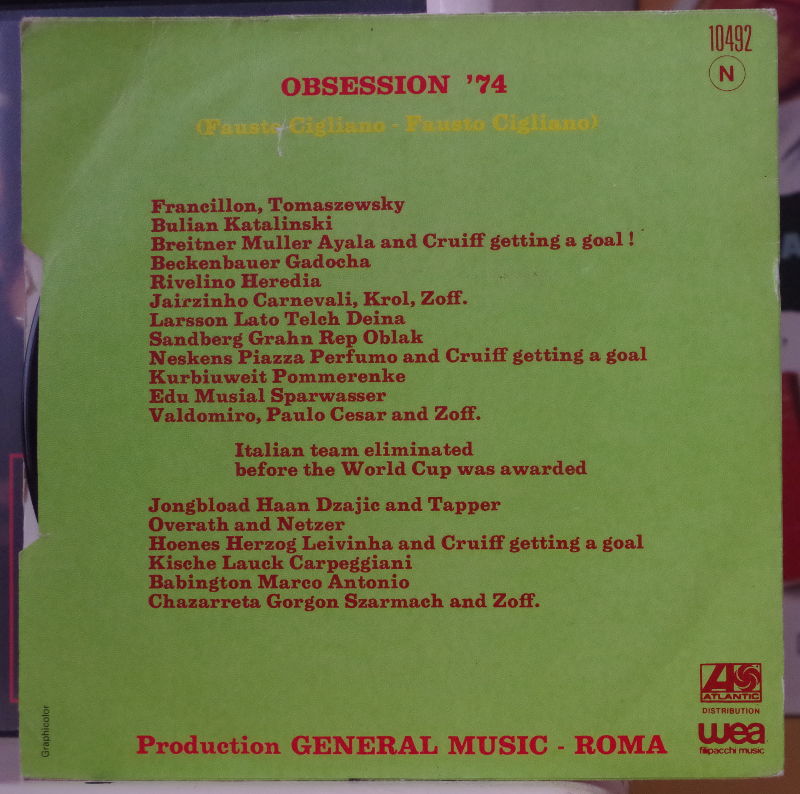 10492
N
OBSESSION '74
(Fausto Cigliano - Fausto Cigliano)
Francillon, Tomaszewsky
Bulian Katalinski
Breitner Muller Ayala and Cruiff getting a goal !
Beckenbauer Gadocha
Rivelino Heredia
Jairzinho Carnevali, Krol, Zoff.
Larsson Lato Telch Deina
Sandberg Grahn Rep Oblak
Neskens Piazza Perfumo and Cruiff getting a goal
Kurbiuweit Pommerenke
Edu Musial Sparwasser
Valdomiro, Paulo Cesar and Zoff.
Italian team eliminated
before the World Cup was awarded
Jongbload Haan Dzajic and Tapper
Overath and Netzer
Hoenes Herzog Leivinha and Cruiff getting a goal
Kische Lauck Carpeggiani
Babington Marco Antonio
Chazarreta Gorgon Szarmach and Zoff.
ATLANTIC
DISTRIBUTION
wea
filipacchi music
Production GENERAL MUSIC - ROMA
Graphicolor